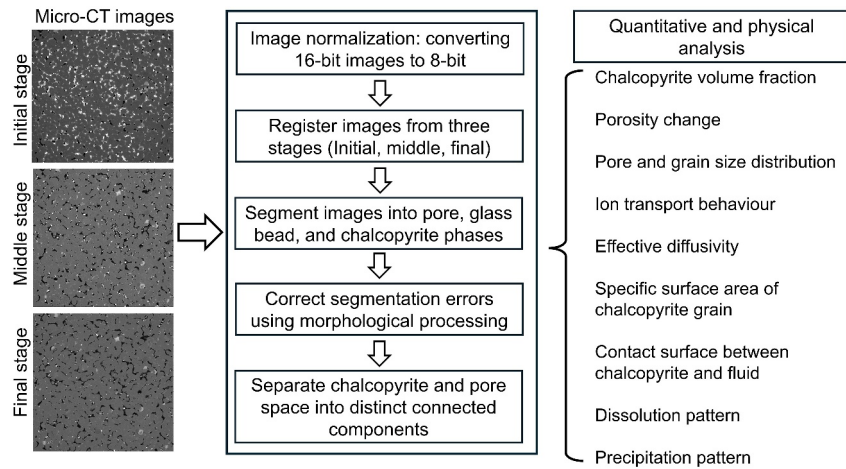 Micro-CT images
Initial stage
Middle stage
Final stage
Image normalization: converting
16-bit images to 8-bit
Register images from three
stages (Initial, middle, final)
Segment images into pore, glass
bead, and chalcopyrite phases
Correct segmentation errors
using morphological processing
Separate chalcopyrite and pore
space into distinct connected
components
Quantitative and physical
analysis
Chalcopyrite volume fraction
Porosity change
Pore and grain size distribution
Ion transport behaviour
Effective diffusivity
Specific surface area of
chalcopyrite grain
Contact surface between
chalcopyrite and fluid
Dissolution pattern
Precipitation pattern